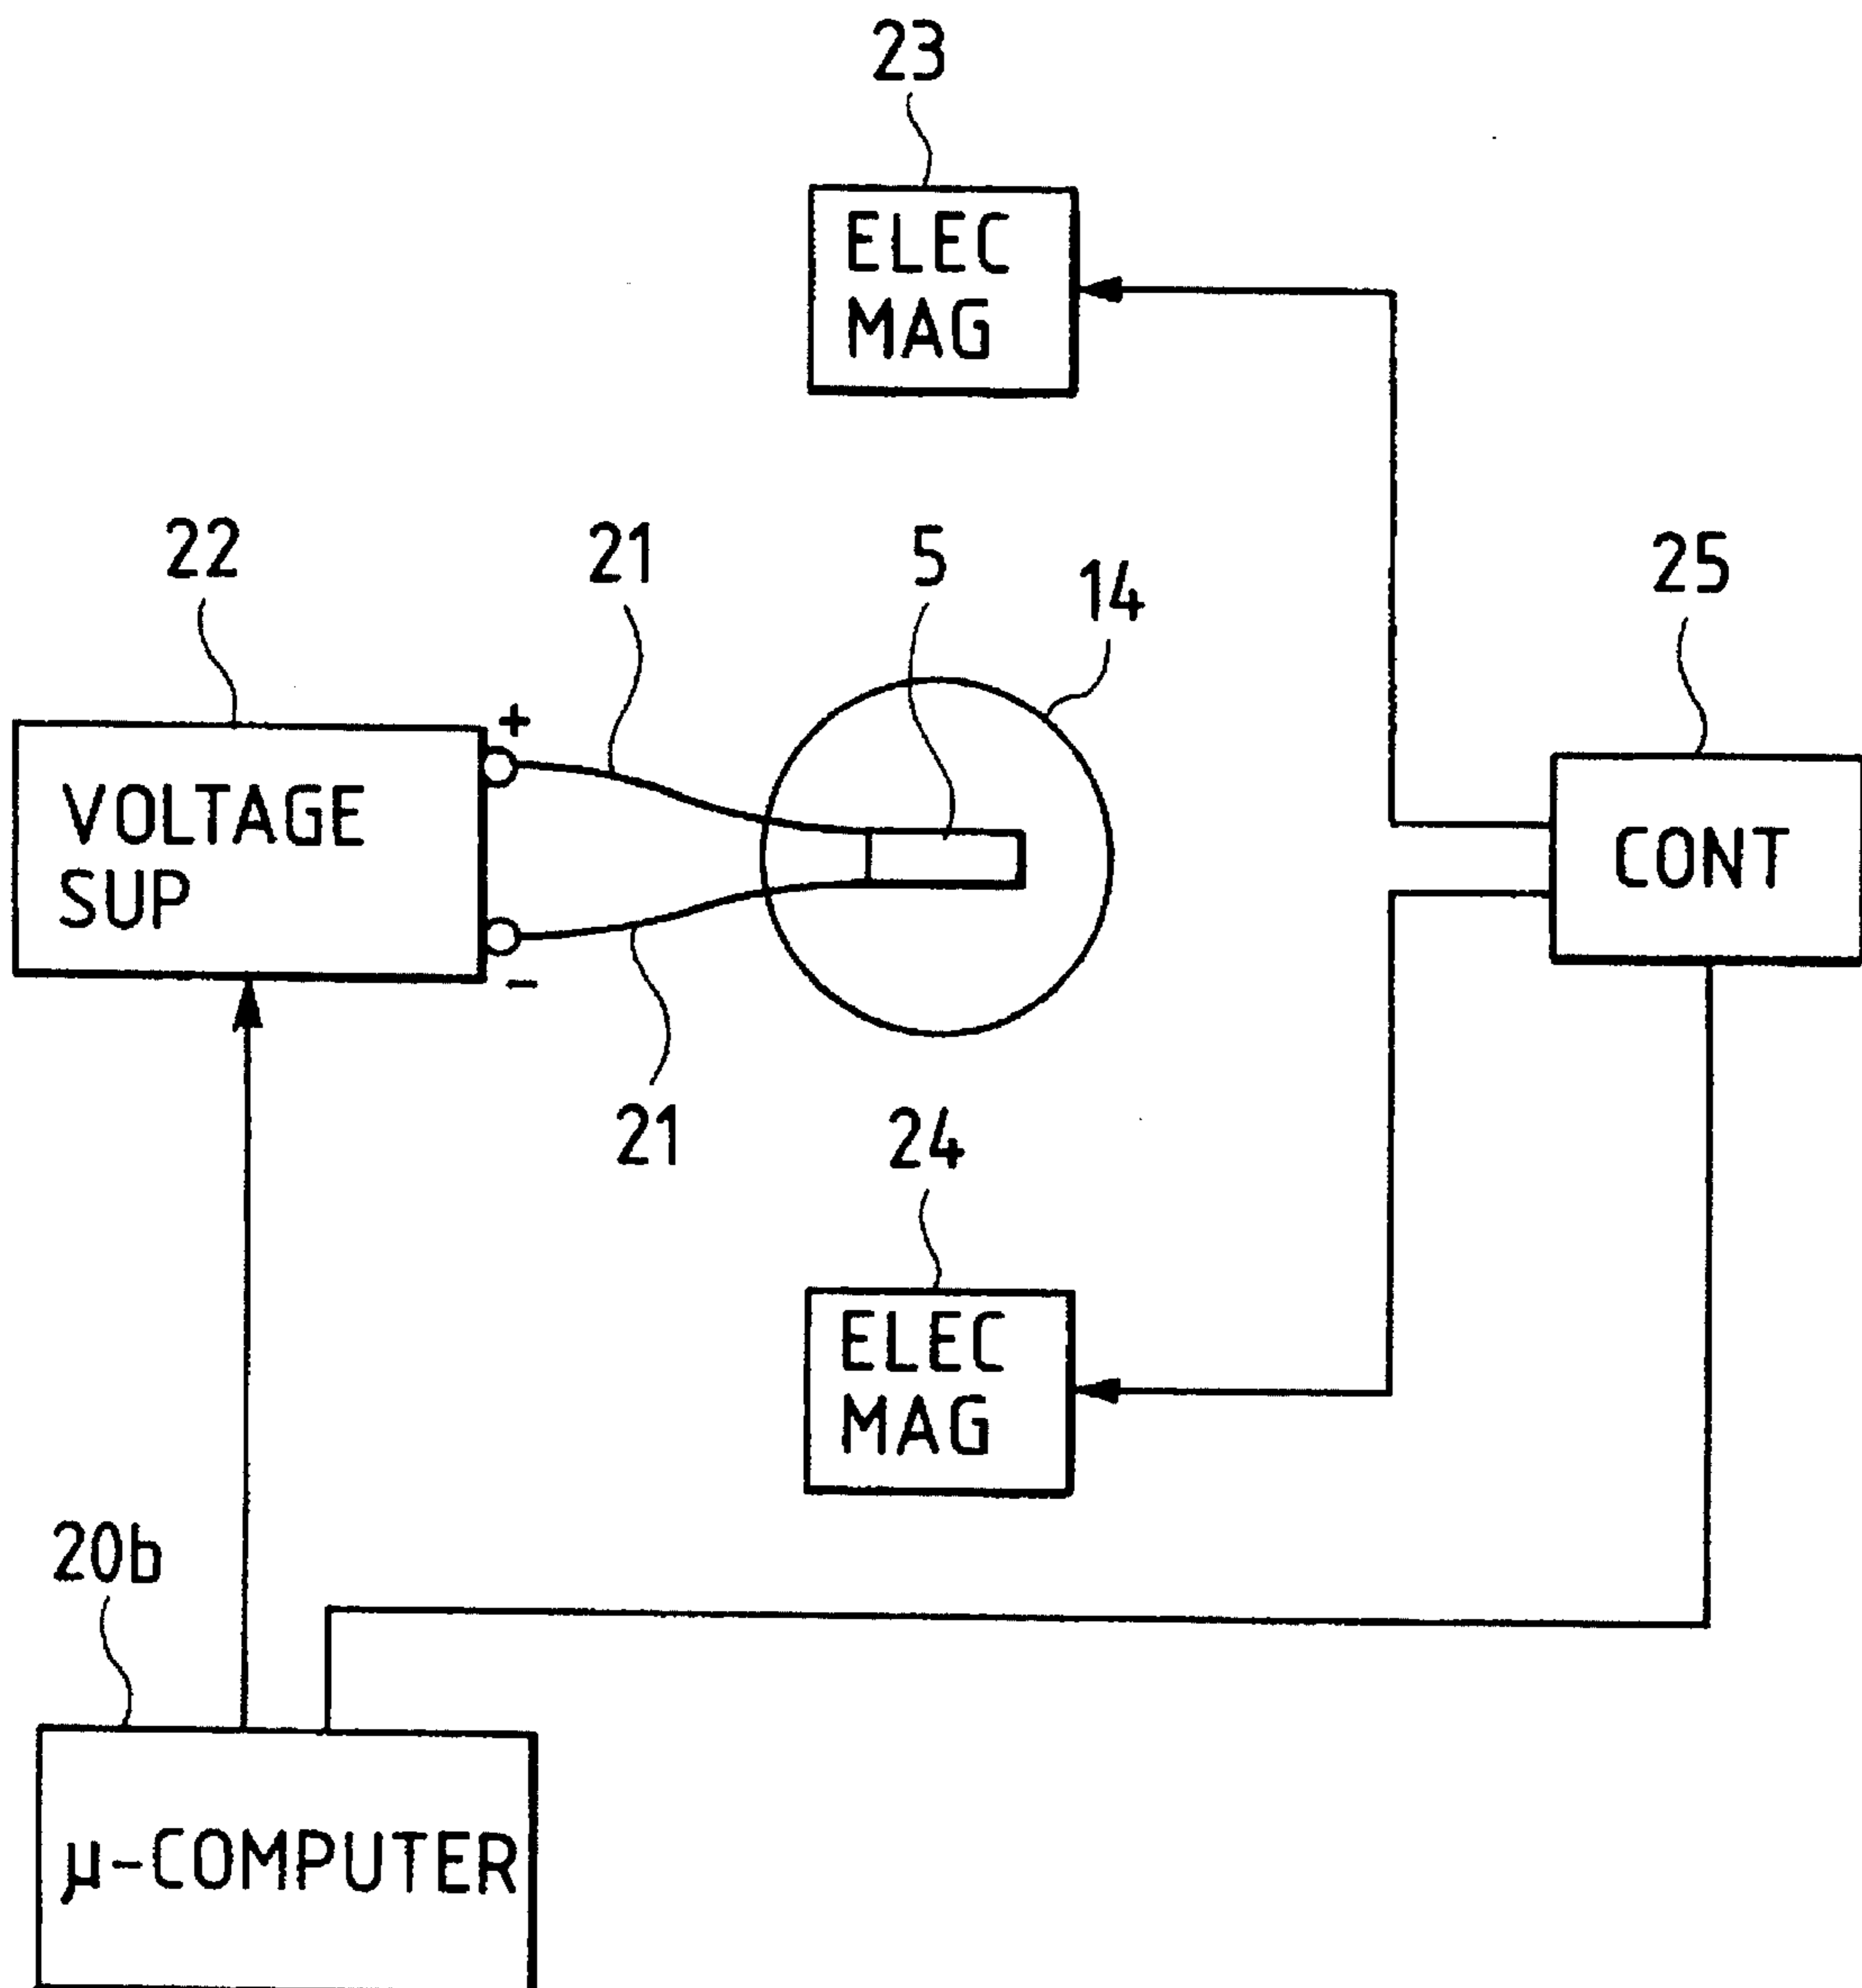 23
ELEC
MAG
22
21
5
14
25
+
VOLTAGE
SUP
CONT
-
21
24
ELEC
MAG
20b
µ-COMPUTER